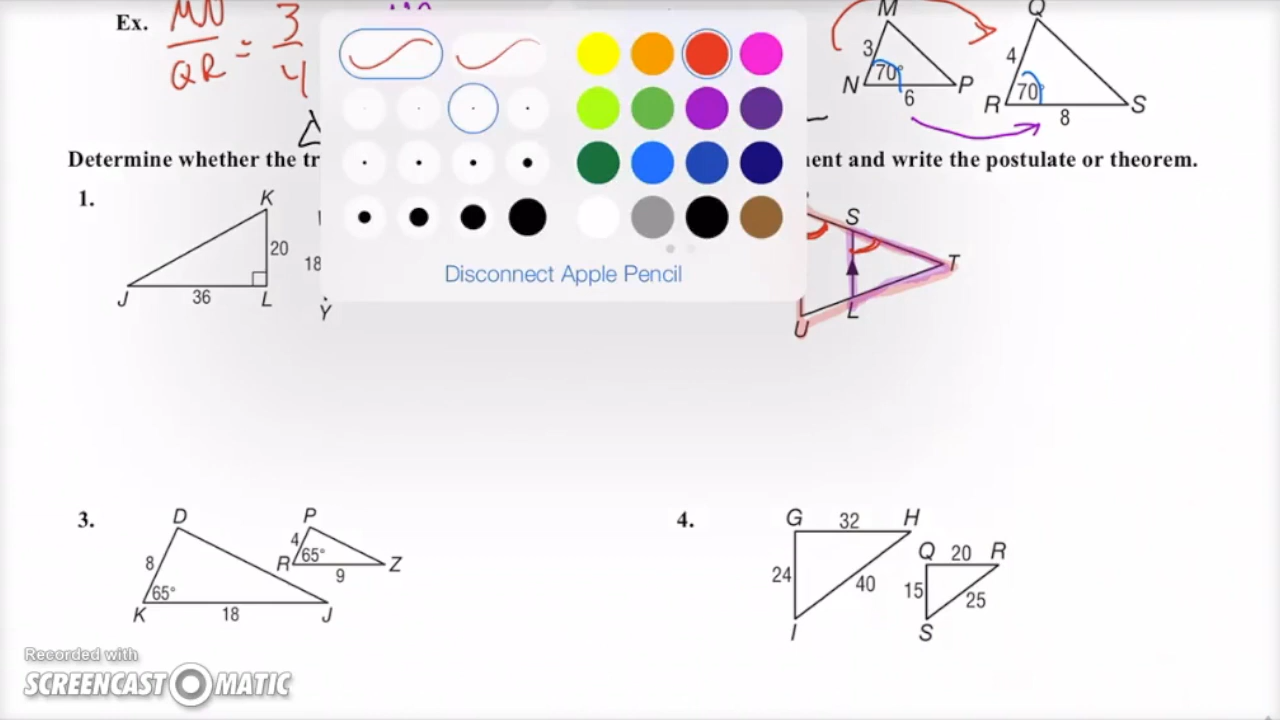 Ex. MN/QR = 3/4
M Q
3 70° 4 70°
N 6 P R 8 S
Determine whether the tr
ent and write the postulate or theorem.
1. K
20
J 36 L
18
Y
S
T
U L
Disconnect Apple Pencil
3. D P
4 65°
R 9 Z
8 65°
K 18 J
4. G 32 H
Q 20 R
24 40 15 25
I S
Recorded with
SCREENCAST-O-MATIC